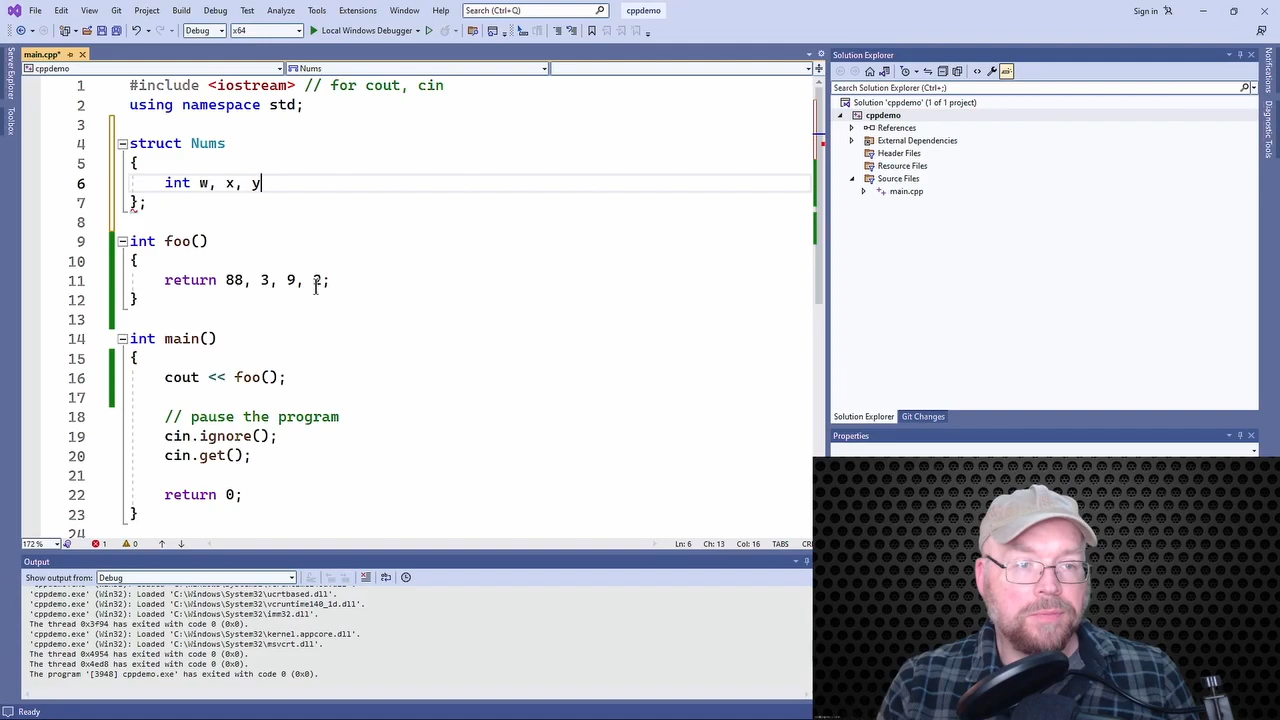 File Edit View Git Project Build Debug Test Analyze Tools Extensions Window Help Search (Ctrl+Q) cppdemo Sign in
Debug x64 Local Windows Debugger
main.cpp*
cppdemo Nums
Server Explorer
Toolbox
1 #include <iostream> // for cout, cin
2 using namespace std;
3
4 struct Nums
5 {
6 int w, x, y
7 };
8
9 int foo()
10 {
11 return 88, 3, 9, 2;
12 }
13
14 int main()
15 {
16 cout << foo();
17
18 // pause the program
19 cin.ignore();
20 cin.get();
21
22 return 0;
23 }
24
172 % 1 0 Ln: 6 Ch: 13 Col: 16 TABS
Output
Show output from: Debug
'cppdemo.exe' (Win32): Loaded 'C:\Windows\System32\ucrtbased.dll'.
'cppdemo.exe' (Win32): Loaded 'C:\Windows\System32\vcruntime140_1d.dll'.
'cppdemo.exe' (Win32): Loaded 'C:\Windows\System32\imm32.dll'.
The thread 0x3f94 has exited with code 0 (0x0).
'cppdemo.exe' (Win32): Loaded 'C:\Windows\System32\kernel.appcore.dll'.
'cppdemo.exe' (Win32): Loaded 'C:\Windows\System32\msvcrt.dll'.
The thread 0x4954 has exited with code 0 (0x0).
The thread 0x4ed8 has exited with code 0 (0x0).
The program '[3948] cppdemo.exe' has exited with code 0 (0x0).
Ready
Solution Explorer
Search Solution Explorer (Ctrl+;)
Solution 'cppdemo' (1 of 1 project)
cppdemo
References
External Dependencies
Header Files
Resource Files
Source Files
main.cpp
Solution Explorer Git Changes
Properties
Notifications
Diagnostic Tools